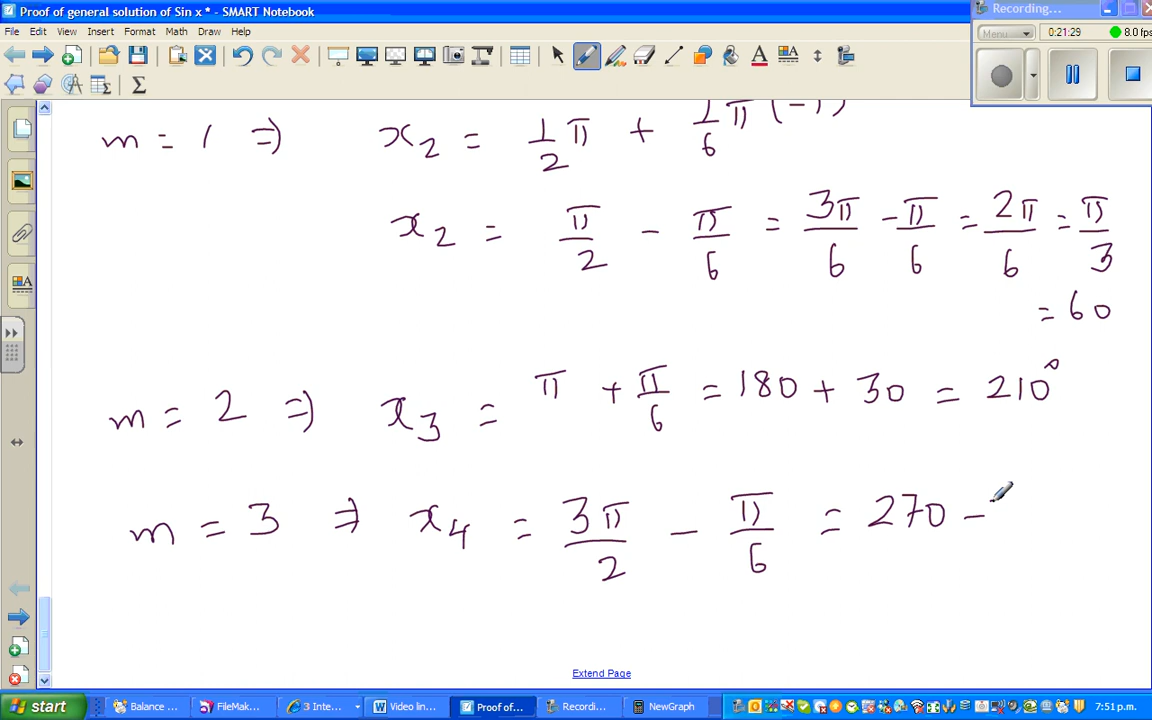 Proof of general solution of Sin x * - SMART Notebook
Recording...
File Edit View Insert Format Math Draw Help
Menu
0:21:29
8.0 fps
m = 1 ⇒ x₂ = 1/2 π + 1/6 π (-1)
x₂ = π/2 - π/6 = 3π/6 - π/6 = 2π/6 = π/3
= 60
m = 2 ⇒ x₃ = π + π/6 = 180 + 30 = 210°
m = 3 ⇒ x₄ = 3π/2 - π/6 = 270 -
Extend Page
start Balance ... FileMak... 3 Inte... Video lin... Proof of... Recordi... NewGraph 7:51 p.m.